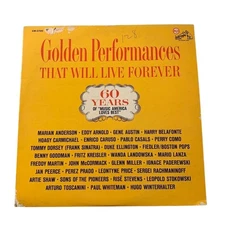 Golden Performances
THAT WILL LIVE FOREVER
60
YEARS
OF "MUSIC AMERICA
LOVES BEST"
MARIAN ANDERSON • EDDY ARNOLD • GENE AUSTIN • HARRY BELAFONTE
HOAGY CARMICHAEL • ENRICO CARUSO • PABLO CASALS • PERRY COMO
TOMMY DORSEY (FRANK SINATRA) • DUKE ELLINGTON • FIEDLER/BOSTON POPS
BENNY GOODMAN • FRITZ KREISLER • WANDA LANDOWSKA • MARIO LANZA
FREDDY MARTIN • JOHN McCORMACK • GLENN MILLER • IGNACE PADEREWSKI
JAN PEERCE • PEREZ PRADO • LEONTYNE PRICE • SERGEI RACHMANINOFF
ARTIE SHAW • SONS OF THE PIONEERS • RISË STEVENS • LEOPOLD STOKOWSKI
ARTURO TOSCANINI • PAUL WHITEMAN • HUGO WINTERHALTER